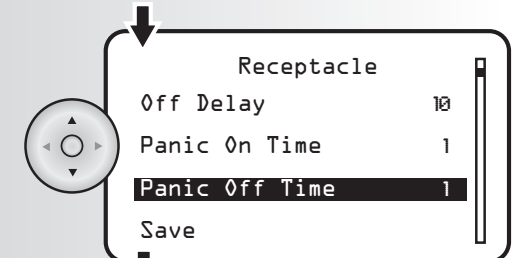 Receptacle
Off Delay 10
Panic On Time 1
Panic Off Time 1
Save